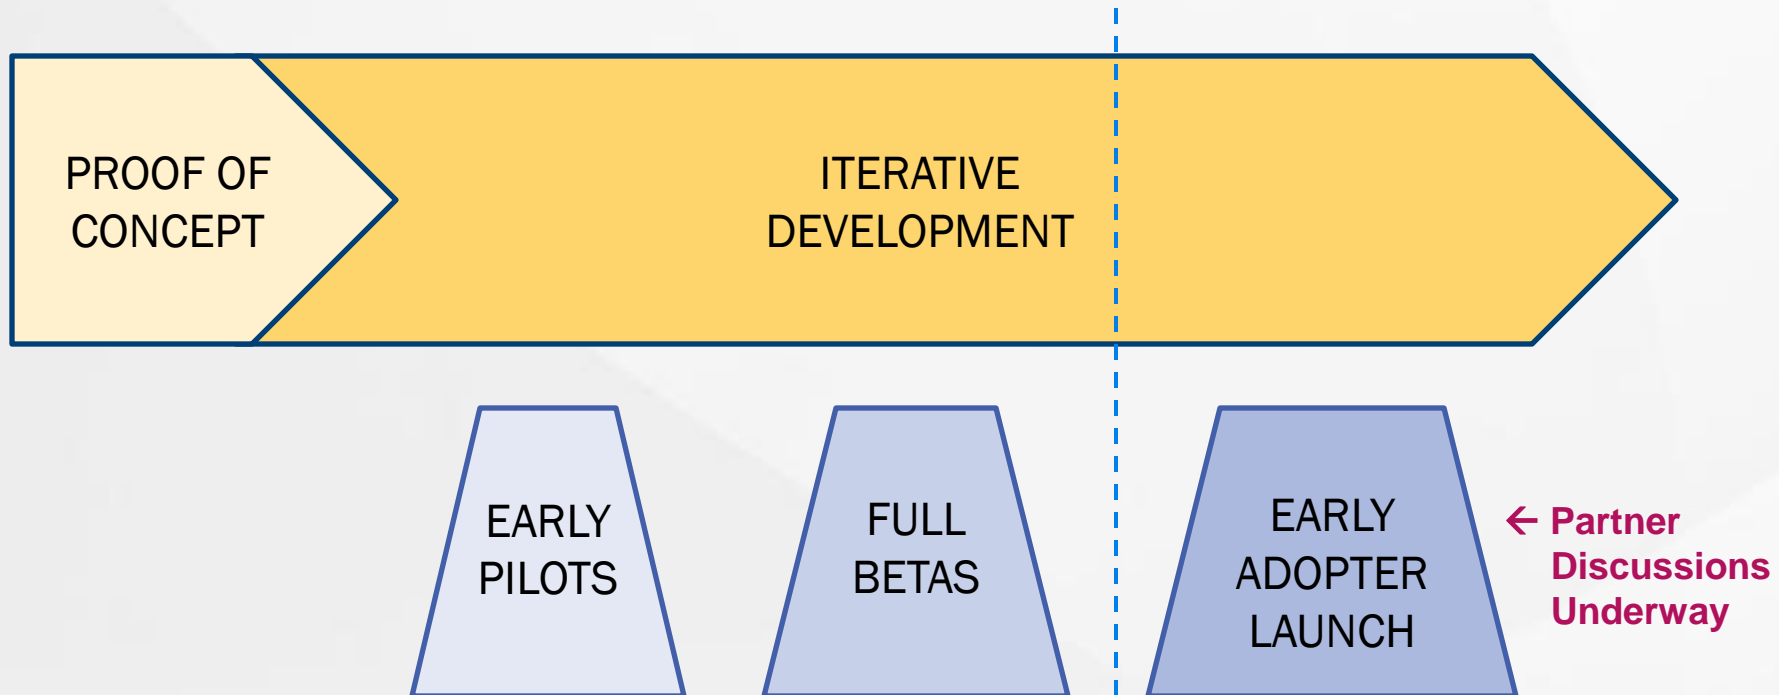 PROOF OF
CONCEPT
ITERATIVE
DEVELOPMENT
EARLY
PILOTS
FULL
BETAS
EARLY
ADOPTER
LAUNCH
← Partner
Discussions
Underway